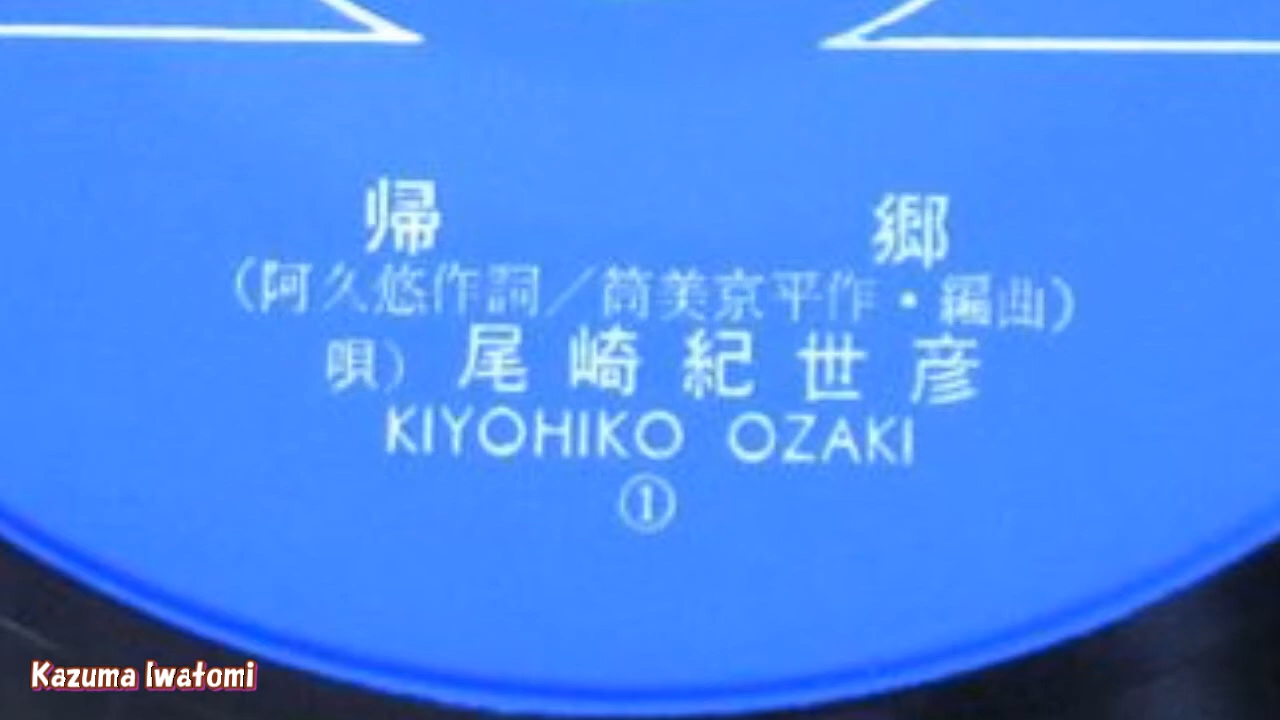 帰 郷
(阿久悠作詞／筒美京平作・編曲)
唄) 尾崎紀世彦
KIYOHIKO OZAKI
①
Kazuma Iwatomi